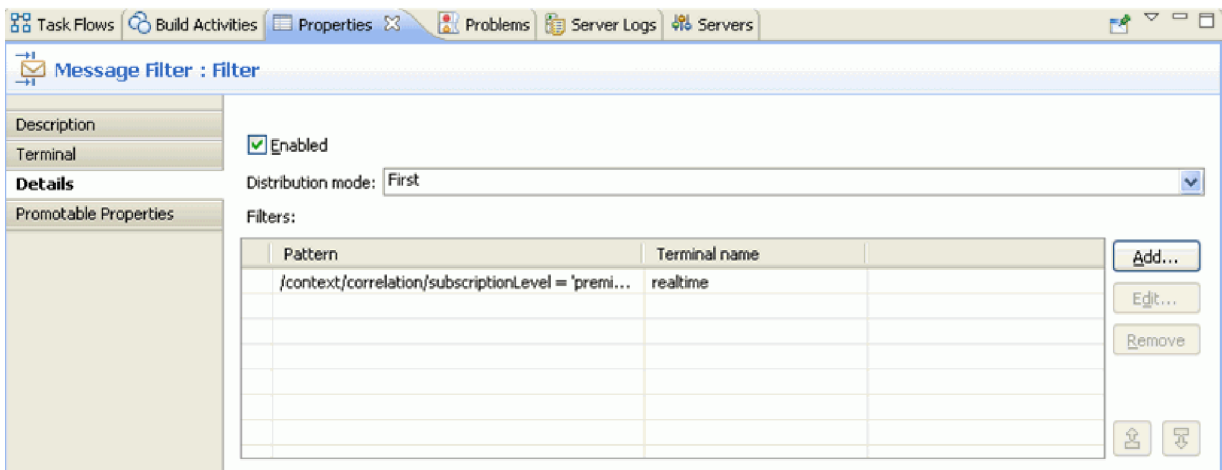 Task Flows Build Activities Properties Problems Server Logs Servers
Message Filter : Filter
Description
Terminal
Details
Promotable Properties
Enabled
Distribution mode: First
Filters:
Pattern Terminal name
/context/correlation/subscriptionLevel = 'premi... realtime
Add...
Edit...
Remove